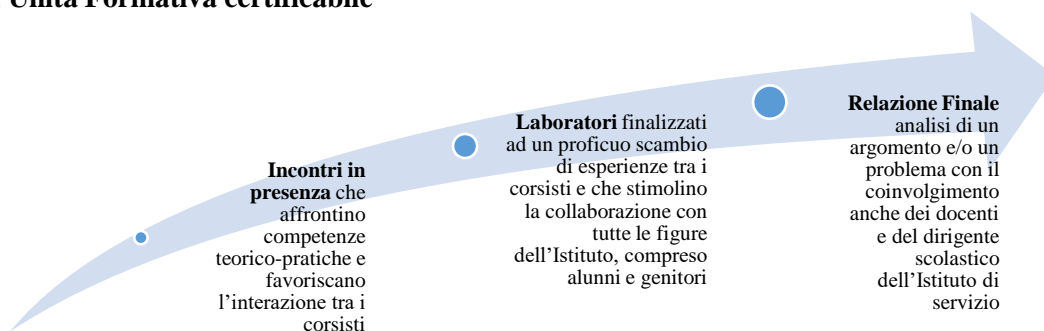 Unità Formativa certificabile
Incontri in
presenza che
affrontino
competenze
teorico-pratiche e
favoriscano
l'interazione tra i
corsisti
Laboratori finalizzati
ad un proficuo scambio
di esperienze tra i
corsisti e che stimolino
la collaborazione con
tutte le figure
dell'Istituto, compreso
alunni e genitori
Relazione Finale
analisi di un
argomento e/o un
problema con il
coinvolgimento
anche dei docenti
e del dirigente
scolastico
dell'Istituto di
servizio